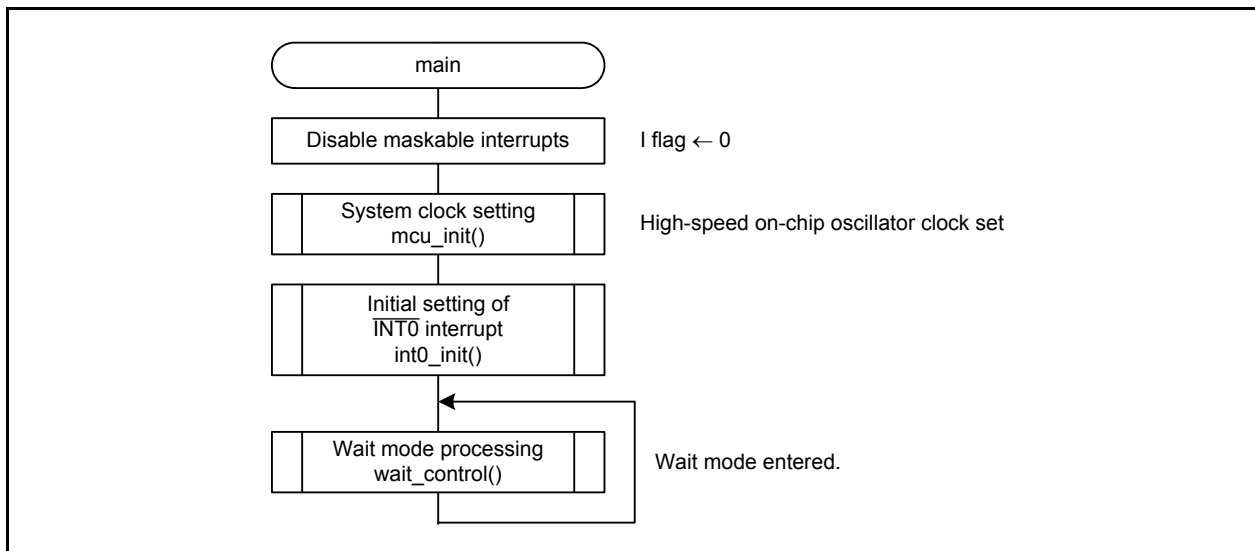 main
Disable maskable interrupts
I flag ← 0
System clock setting
mcu_init()
High-speed on-chip oscillator clock set
Initial setting of
I̅N̅T̅0̅ interrupt
int0_init()
Wait mode processing
wait_control()
Wait mode entered.